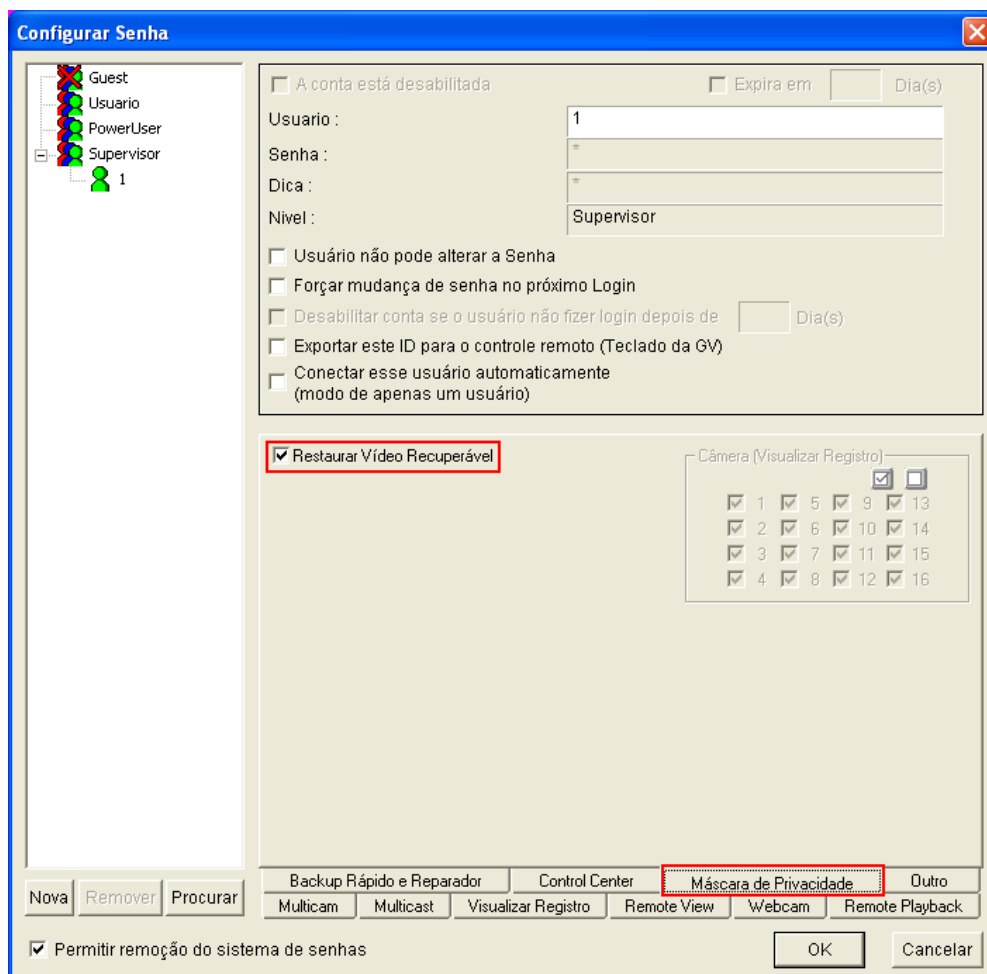 Configurar Senha
Guest
Usuario
PowerUser
Supervisor
1
A conta está desabilitada
Expira em
Dia(s)
Usuario :
1
Senha :
*
Dica :
*
Nivel :
Supervisor
Usuário não pode alterar a Senha
Forçar mudança de senha no próximo Login
Desabilitar conta se o usuário não fizer login depois de
Dia(s)
Exportar este ID para o controle remoto (Teclado da GV)
Conectar esse usuário automaticamente
(modo de apenas um usuário)
Restaurar Vídeo Recuperável
Câmera (Visualizar Registro)
1 5 9 13
2 6 10 14
3 7 11 15
4 8 12 16
Backup Rápido e Reparador Control Center Máscara de Privacidade Outro
Multicam Multicast Visualizar Registro Remote View Webcam Remote Playback
Nova Remover Procurar
Permitir remoção do sistema de senhas
OK Cancelar